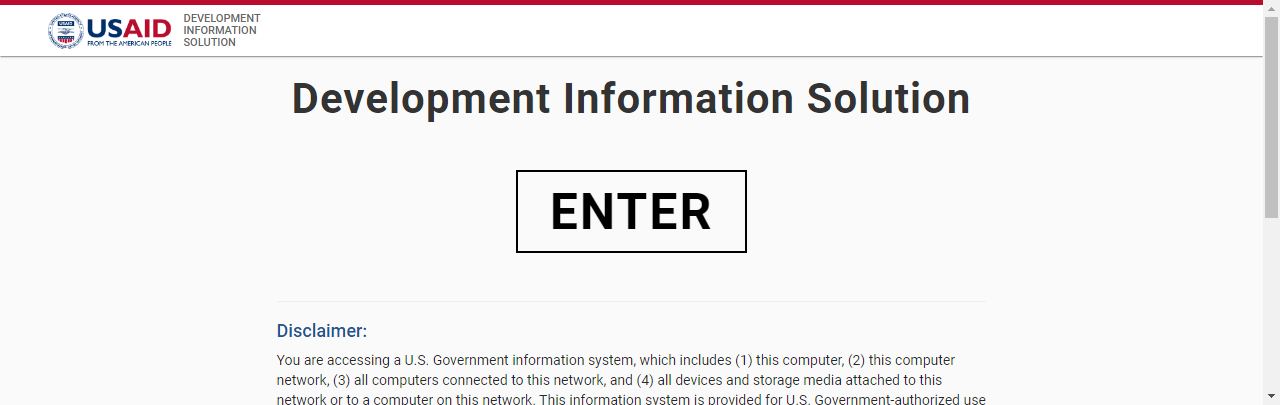 USAID
FROM THE AMERICAN PEOPLE
DEVELOPMENT
INFORMATION
SOLUTION
Development Information Solution
ENTER
Disclaimer:
You are accessing a U.S. Government information system, which includes (1) this computer, (2) this computer
network, (3) all computers connected to this network, and (4) all devices and storage media attached to this
network or to a computer on this network. This information system is provided for U.S. Government-authorized use